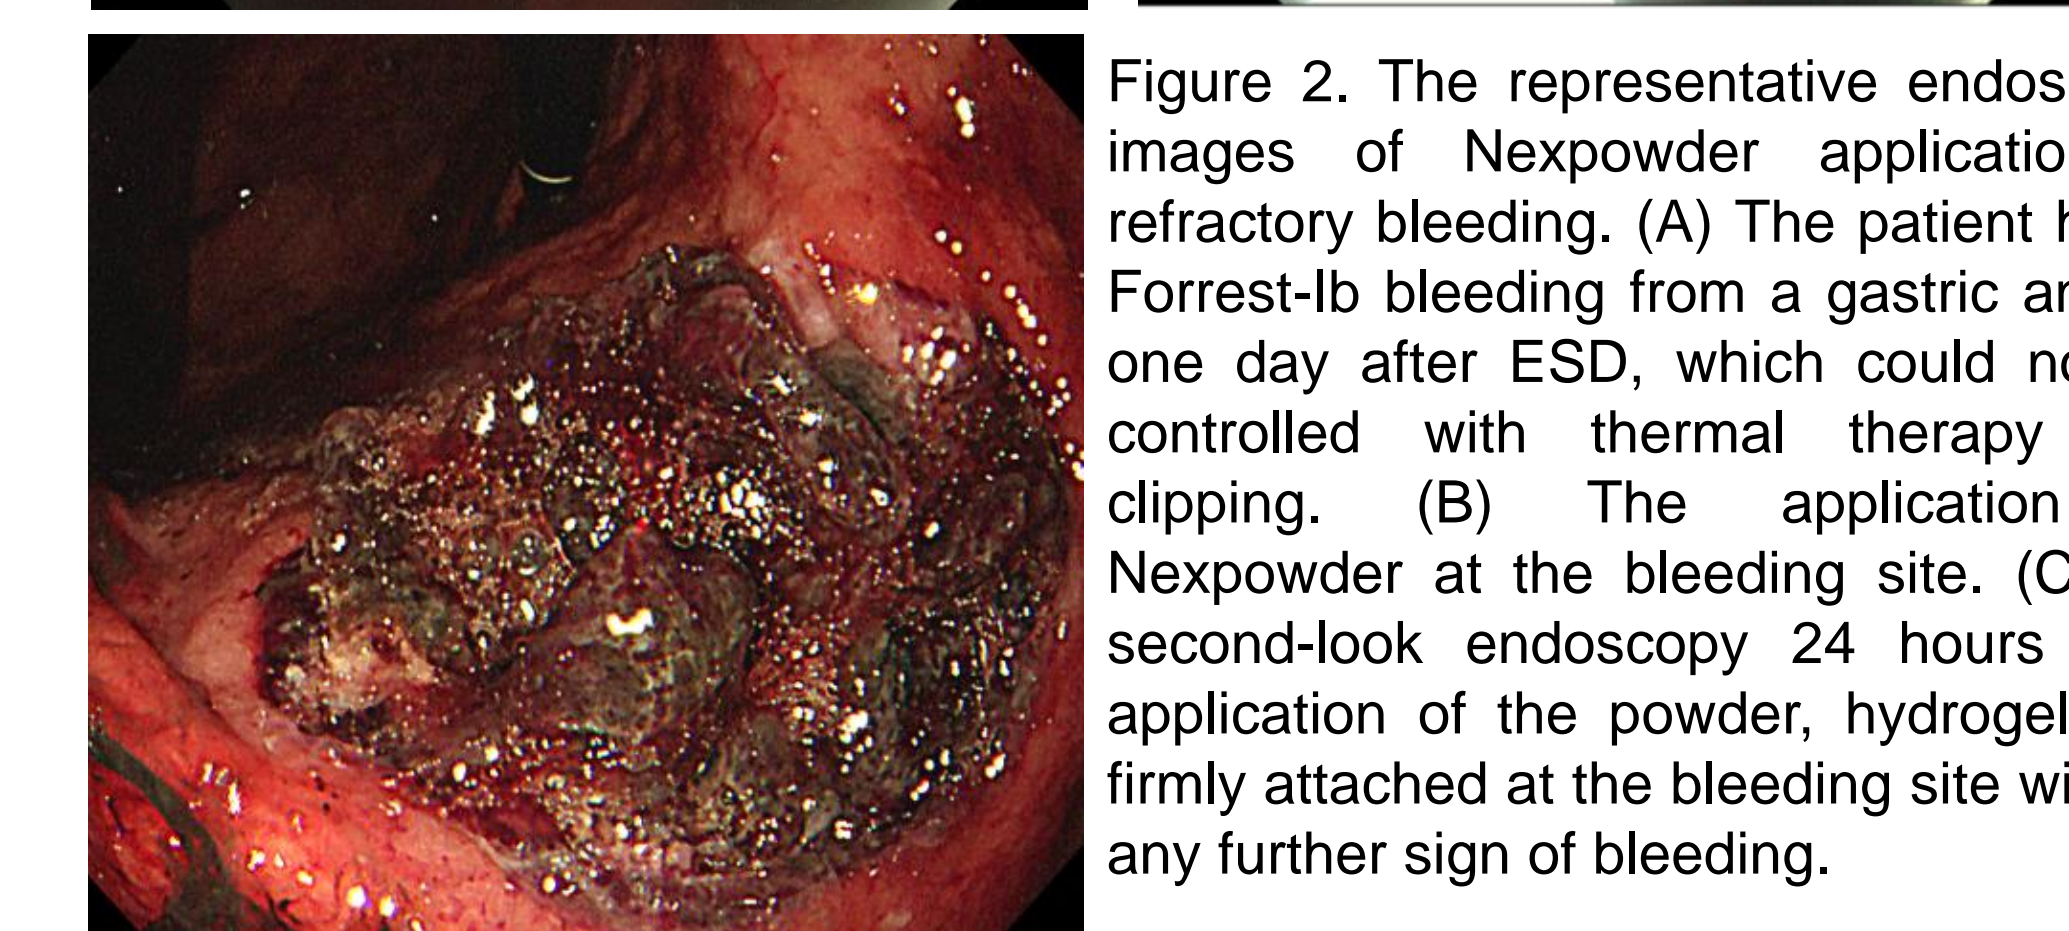 Figure 2. The representative endos
images of Nexpowder applicatio
refractory bleeding. (A) The patient h
Forrest-Ib bleeding from a gastric ar
one day after ESD, which could no
controlled with thermal therapy
clipping. (B) The application
Nexpowder at the bleeding site. (C
second-look endoscopy 24 hours
application of the powder, hydrogel
firmly attached at the bleeding site wi
any further sign of bleeding.